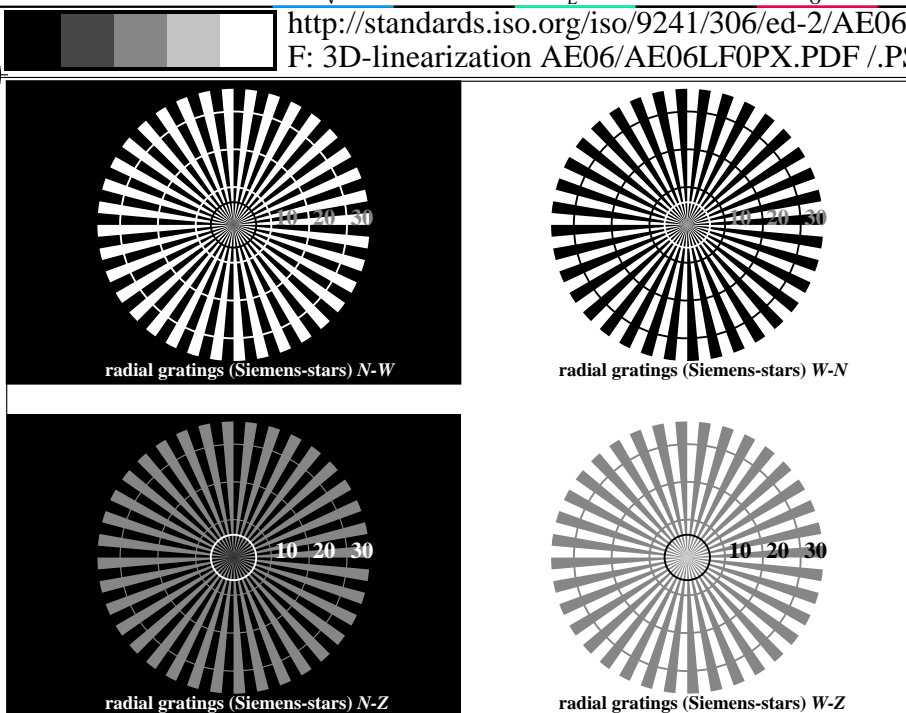 V L O
http://standards.iso.org/iso/9241/306/ed-2/AE06
F: 3D-linearization AE06/AE06LF0PX.PDF /.PS
10 20 30
radial gratings (Siemens-stars) N-W
10 20 30
radial gratings (Siemens-stars) W-N
10 20 30
radial gratings (Siemens-stars) N-Z
10 20 30
radial gratings (Siemens-stars) W-Z